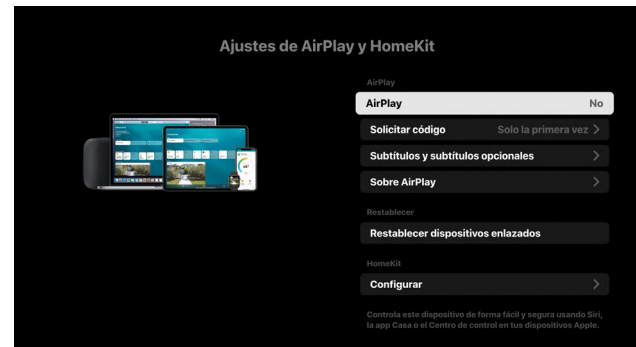 Ajustes de AirPlay y HomeKit
AirPlay
AirPlay No
Solicitar código Solo la primera vez
Subtítulos y subtítulos opcionales
Sobre AirPlay
Restablecer
Restablecer dispositivos enlazados
HomeKit
Configurar
Controla este dispositivo de forma fácil y segura usando Siri,
la app Casa o el Centro de control en tus dispositivos Apple.